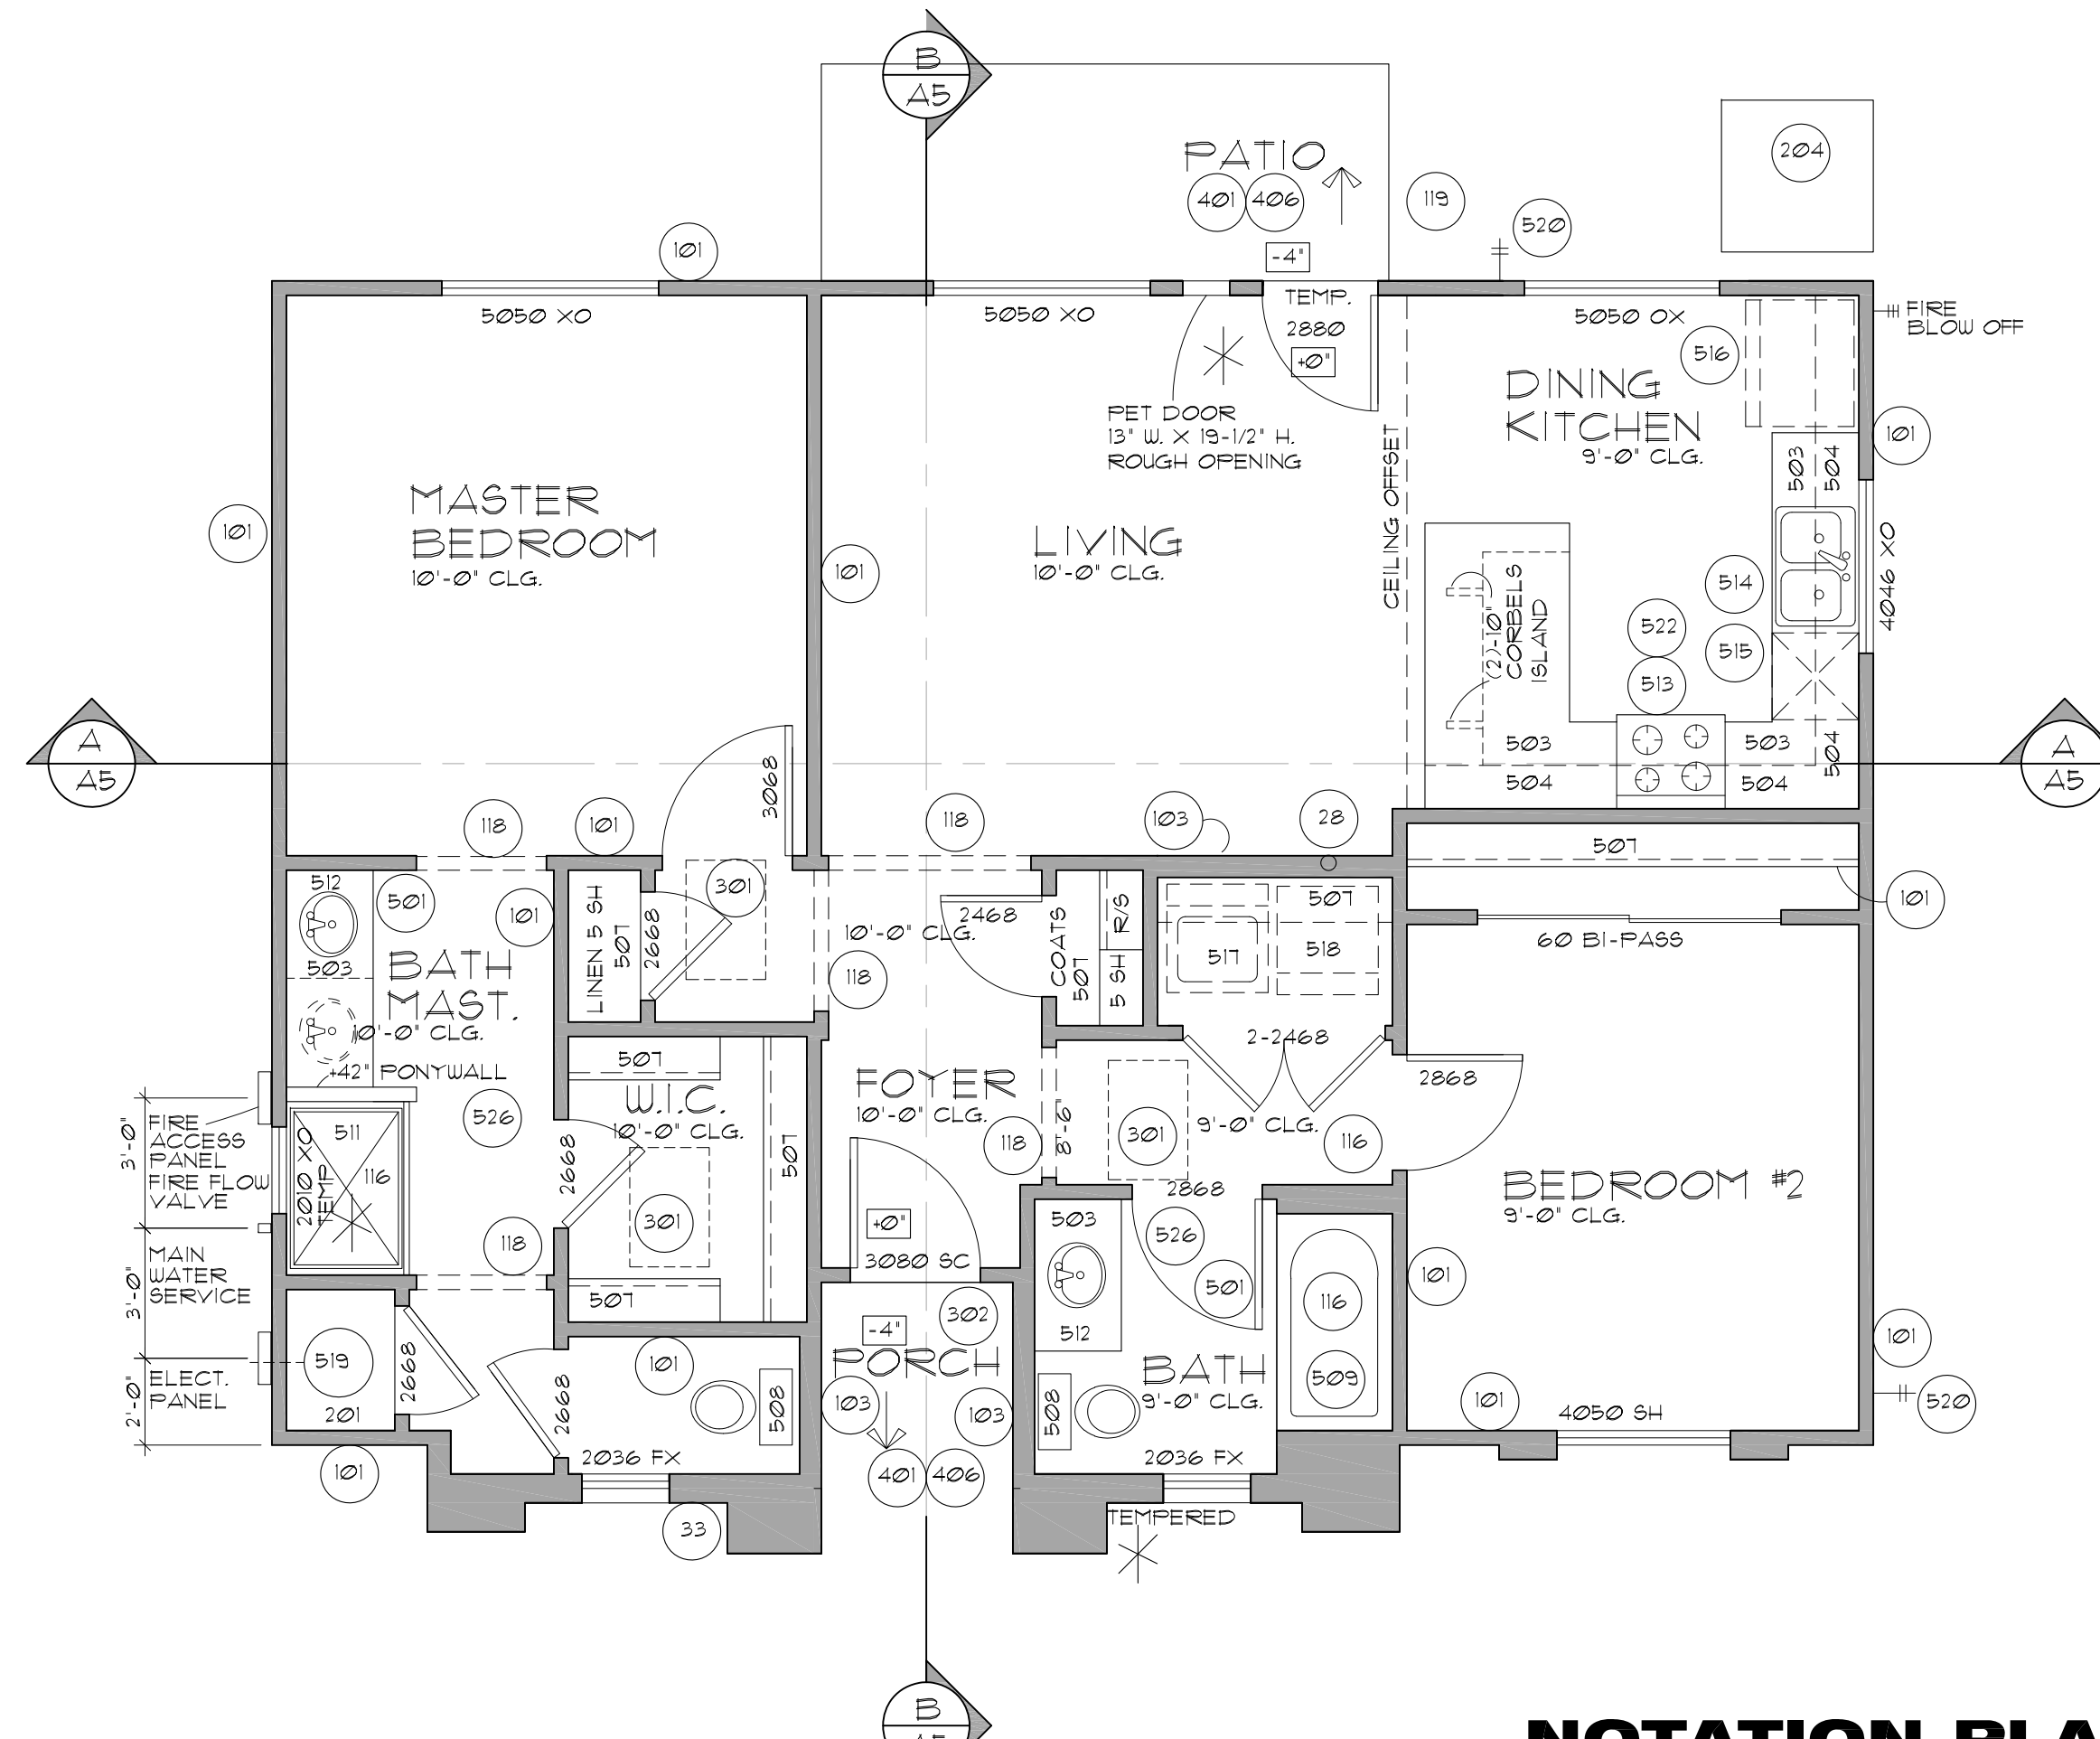 B
A5
204
PATIO
401 406
119
520
101
-4"
5050 XO
5050 XO
TEMP.
2880
+0"
5050 OX
516
FIRE
BLOW OFF
PET DOOR
13" W. X 19-1/2" H.
ROUGH OPENING
DINING
KITCHEN
9'-0" CLG.
101
503
504
CEILING OFFSET
MASTER
BEDROOM
10'-0" CLG.
101
101
LIVING
10'-0" CLG.
(2)-10"
CORBELS
ISLAND
514
522
515
513
4046 XO
A
A5
A
A5
3068
503
504
503
504
504
118
101
118
103
28
507
101
512
501
101
503
LINEN 5 SH
507
2668
301
118
10'-0" CLG.
2468
COATS
507
R/S
5 SH
507
517
518
60 BI-PASS
BATH
MAST.
10'-0" CLG.
+42" PONYWALL
526
507
W.I.C.
10'-0" CLG.
507
2668
301
507
FOYER
10'-0" CLG.
118
8'-6"
2-2468
9'-0" CLG.
301
116
2868
2868
BEDROOM #2
9'-0" CLG.
3'-0"
FIRE
ACCESS
PANEL
FIRE FLOW
VALVE
511
116
2010 XO
TEMP
118
3'-0"
MAIN
WATER
SERVICE
2'-0"
ELECT.
PANEL
519
201
2668
2668
101
508
2036 FX
+0"
3080 SC
302
-4"
PORCH
103
103
401 406
503
526
501
512
116
509
BATH
9'-0" CLG.
508
2036 FX
TEMPERED
101
101
4050 SH
101
520
101
33
B
A5
NOTATION PLA